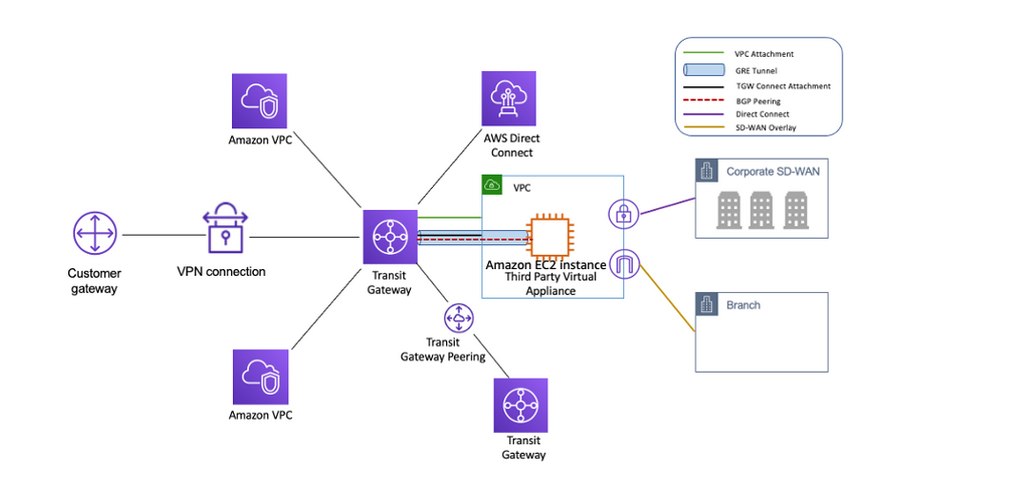 VPC Attachment
GRE Tunnel
TGW Connect Attachment
BGP Peering
Direct Connect
SD-WAN Overlay
Amazon VPC
AWS Direct
Connect
VPC
Corporate SD-WAN
Customer
gateway
VPN connection
Transit
Gateway
Amazon EC2 instance
Third Party Virtual
Appliance
Branch
Transit
Gateway Peering
Amazon VPC
Transit
Gateway